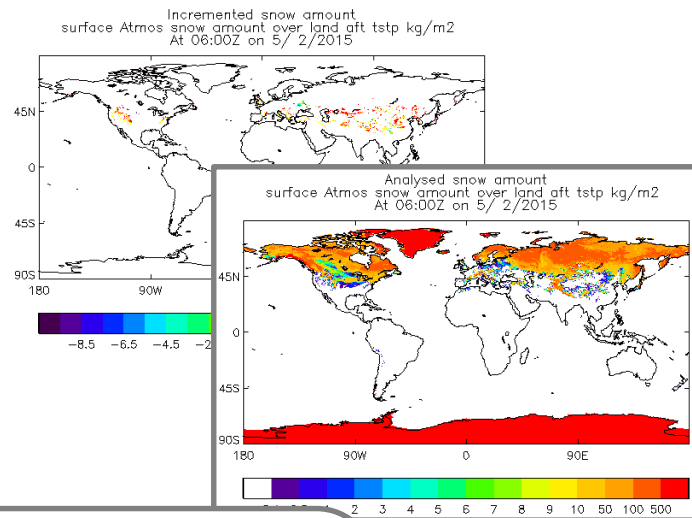 Incremented snow amount
surface Atmos snow amount over land aft tstp kg/m2
At 06:00Z on 5/ 2/2015
45N
0
45S
90S
180 90W
-8.5 -6.5 -4.5
Analysed snow amount
surface Atmos snow amount over land aft tstp kg/m2
At 06:00Z on 5/ 2/2015
45N
0
45S
90S
180 90W 0 90E
2 3 4 5 6 7 8 9 10 50 100 500